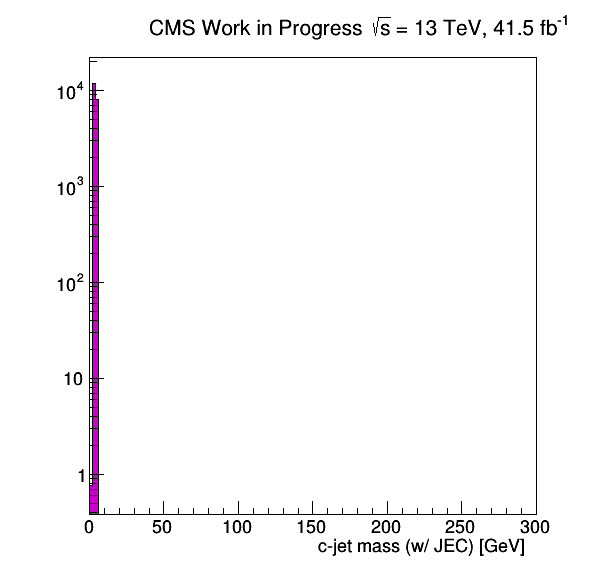 CMS Work in Progress √s = 13 TeV, 41.5 fb⁻¹
10⁴
10³
10²
10
1
0 50 100 150 200 250 300
c-jet mass (w/ JEC) [GeV]